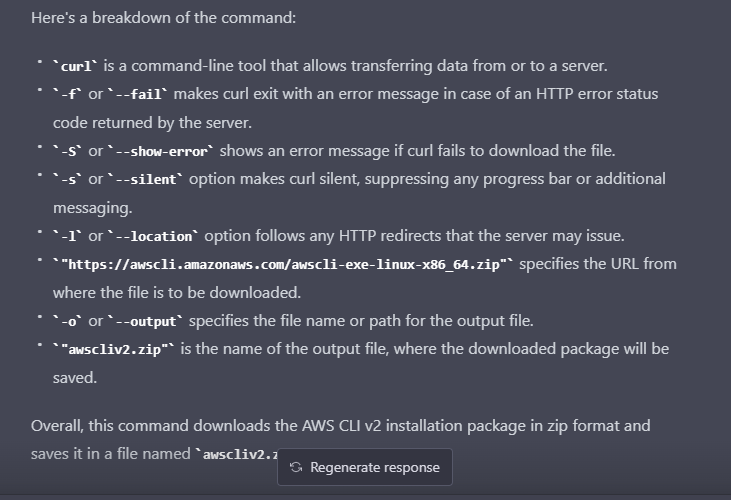 Here's a breakdown of the command:
• `curl` is a command-line tool that allows transferring data from or to a server.
• `-f` or `--fail` makes curl exit with an error message in case of an HTTP error status
code returned by the server.
• `-S` or `--show-error` shows an error message if curl fails to download the file.
• `-s` or `--silent` option makes curl silent, suppressing any progress bar or additional
messaging.
• `-l` or `--location` option follows any HTTP redirects that the server may issue.
• `"https://awscli.amazonaws.com/awscli-exe-linux-x86_64.zip"` specifies the URL from
where the file is to be downloaded.
• `-o` or `--output` specifies the file name or path for the output file.
• `"awscliv2.zip"` is the name of the output file, where the downloaded package will be
saved.
Overall, this command downloads the AWS CLI v2 installation package in zip format and
saves it in a file named `awscliv2.z
Regenerate response